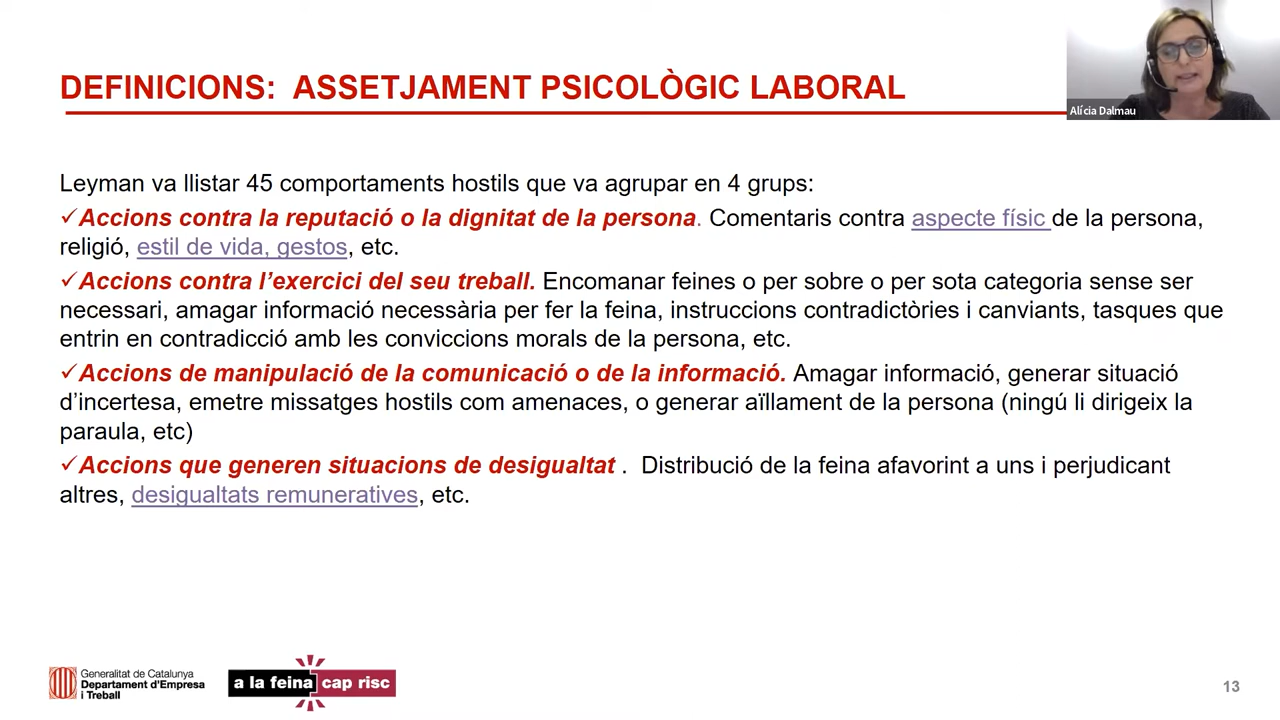 DEFINICIONS: ASSETJAMENT PSICOLÒGIC LABORAL
Alícia Dalmau
Leyman va llistar 45 comportaments hostils que va agrupar en 4 grups:
✓Accions contra la reputació o la dignitat de la persona. Comentaris contra aspecte físic de la persona,
religió, estil de vida, gestos, etc.
✓Accions contra l’exercici del seu treball. Encomanar feines o per sobre o per sota categoria sense ser
necessari, amagar informació necessària per fer la feina, instruccions contradictòries i canviants, tasques que
entrin en contradicció amb les conviccions morals de la persona, etc.
✓Accions de manipulació de la comunicació o de la informació. Amagar informació, generar situació
d’incertesa, emetre missatges hostils com amenaces, o generar aïllament de la persona (ningú li dirigeix la
paraula, etc)
✓Accions que generen situacions de desigualtat . Distribució de la feina afavorint a uns i perjudicant
altres, desigualtats remuneratives, etc.
Generalitat de Catalunya
Departament d'Empresa
i Treball
a la feina cap risc
13